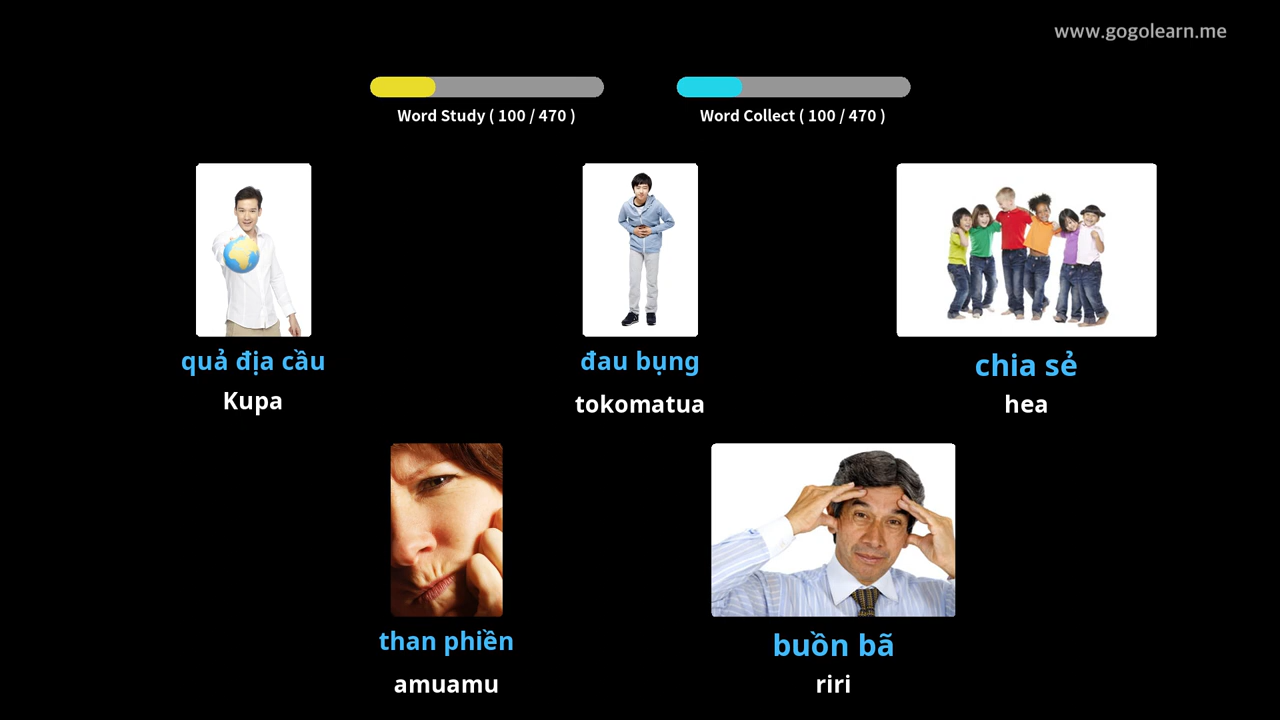 www.gogolearn.me
Word Study ( 100 / 470 )
Word Collect ( 100 / 470 )
quả địa cầu
Kupa
đau bụng
tokomatua
chia sẻ
hea
than phiền
amuamu
buồn bã
riri